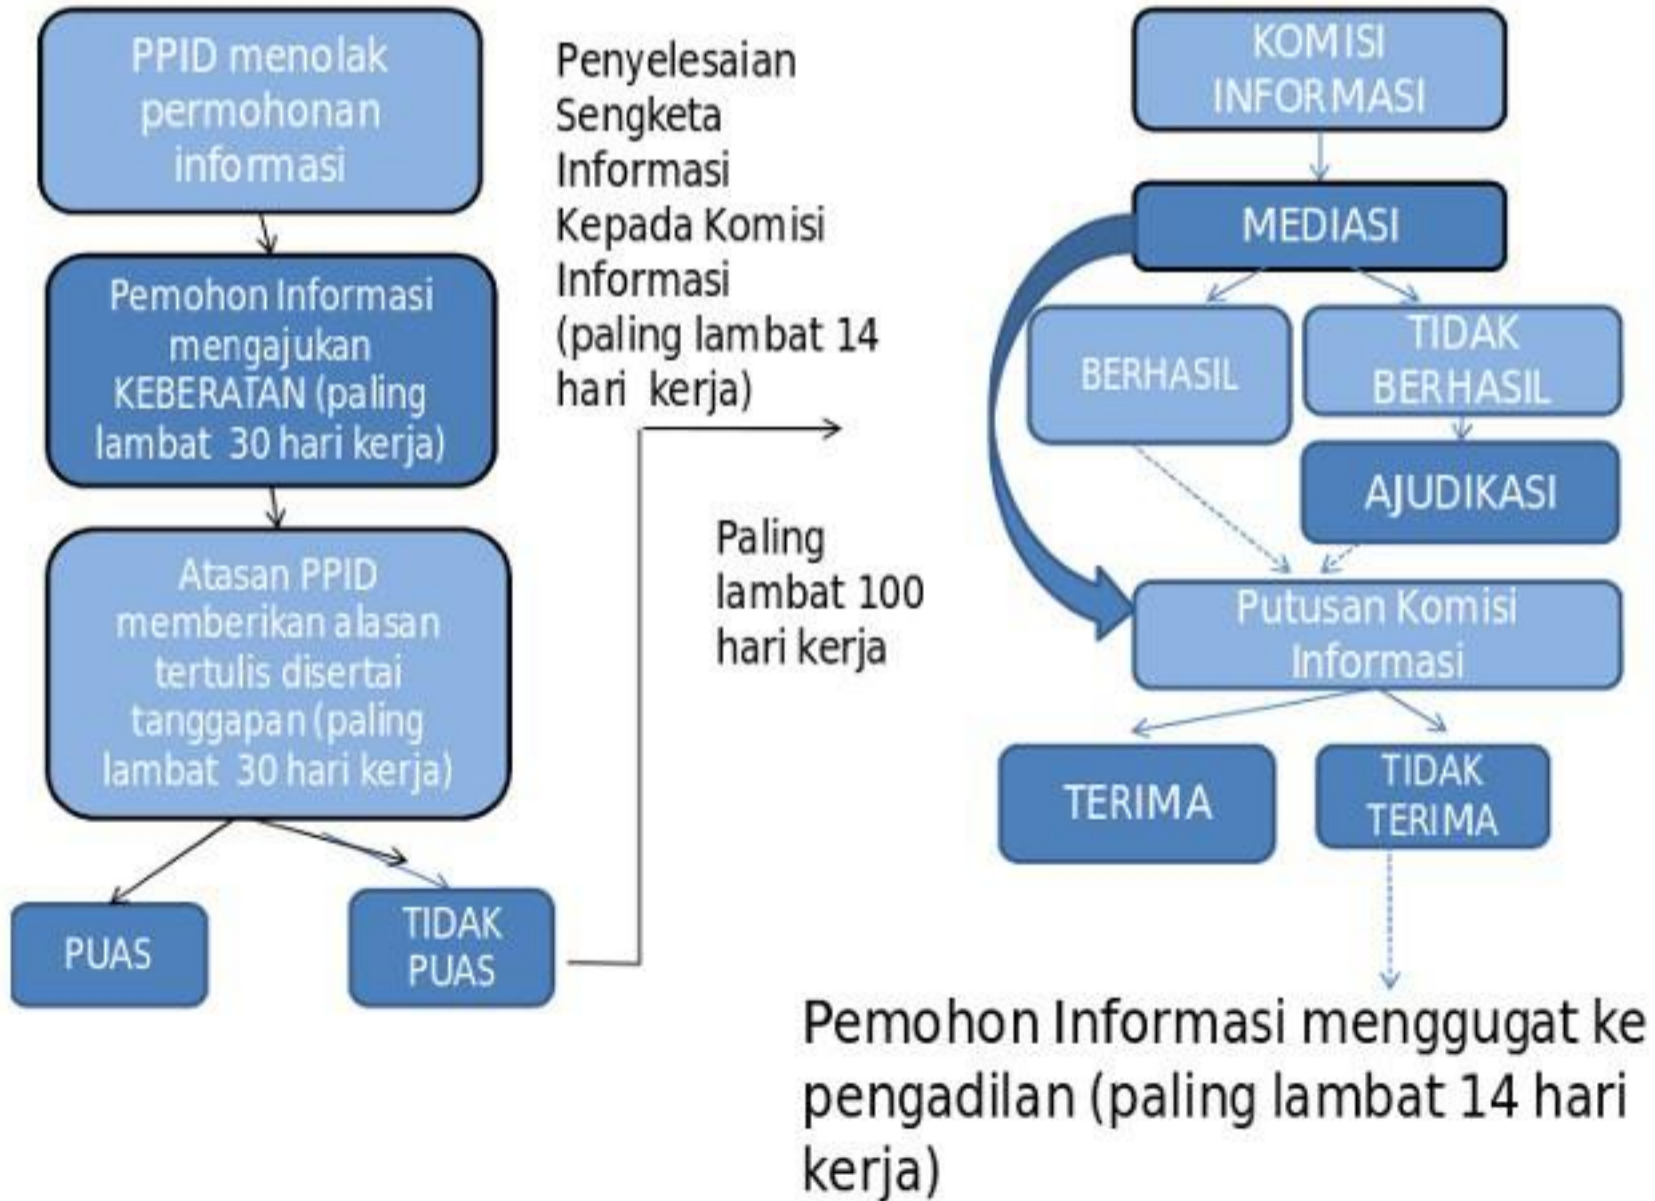 PPID menolak
permohonan
informasi
Pemohon Informasi
mengajukan
KEBERATAN (paling
lambat 30 hari kerja)
Atasan PPID
memberikan alasan
tertulis disertai
tanggapan (paling
lambat 30 hari kerja)
PUAS
TIDAK
PUAS
Penyelesaian
Sengketa
Informasi
Kepada Komisi
Informasi
(paling lambat 14
hari kerja)
Paling
lambat 100
hari kerja
KOMISI
INFORMASI
MEDIASI
BERHASIL
TIDAK
BERHASIL
AJUDIKASI
Putusan Komisi
Informasi
TERIMA
TIDAK
TERIMA
Pemohon Informasi menggugat ke
pengadilan (paling lambat 14 hari
kerja)